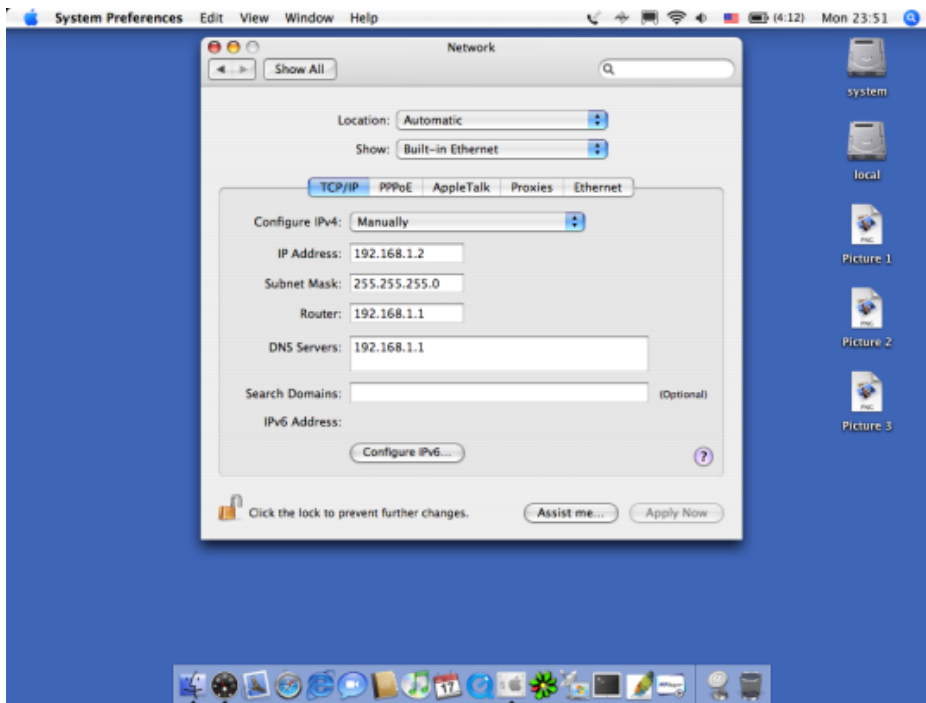 System Preferences Edit View Window Help (4:12) Mon 23:51
Network
Show All
system
Location: Automatic
Show: Built-in Ethernet
local
TCP/IP PPPoE AppleTalk Proxies Ethernet
Configure IPv4: Manually
PNG
IP Address: 192.168.1.2
Picture 1
Subnet Mask: 255.255.255.0
Router: 192.168.1.1
PNG
DNS Servers: 192.168.1.1
Picture 2
Search Domains: (Optional)
PNG
IPv6 Address:
Picture 3
Configure IPv6... ?
Click the lock to prevent further changes. Assist me... Apply Now
17